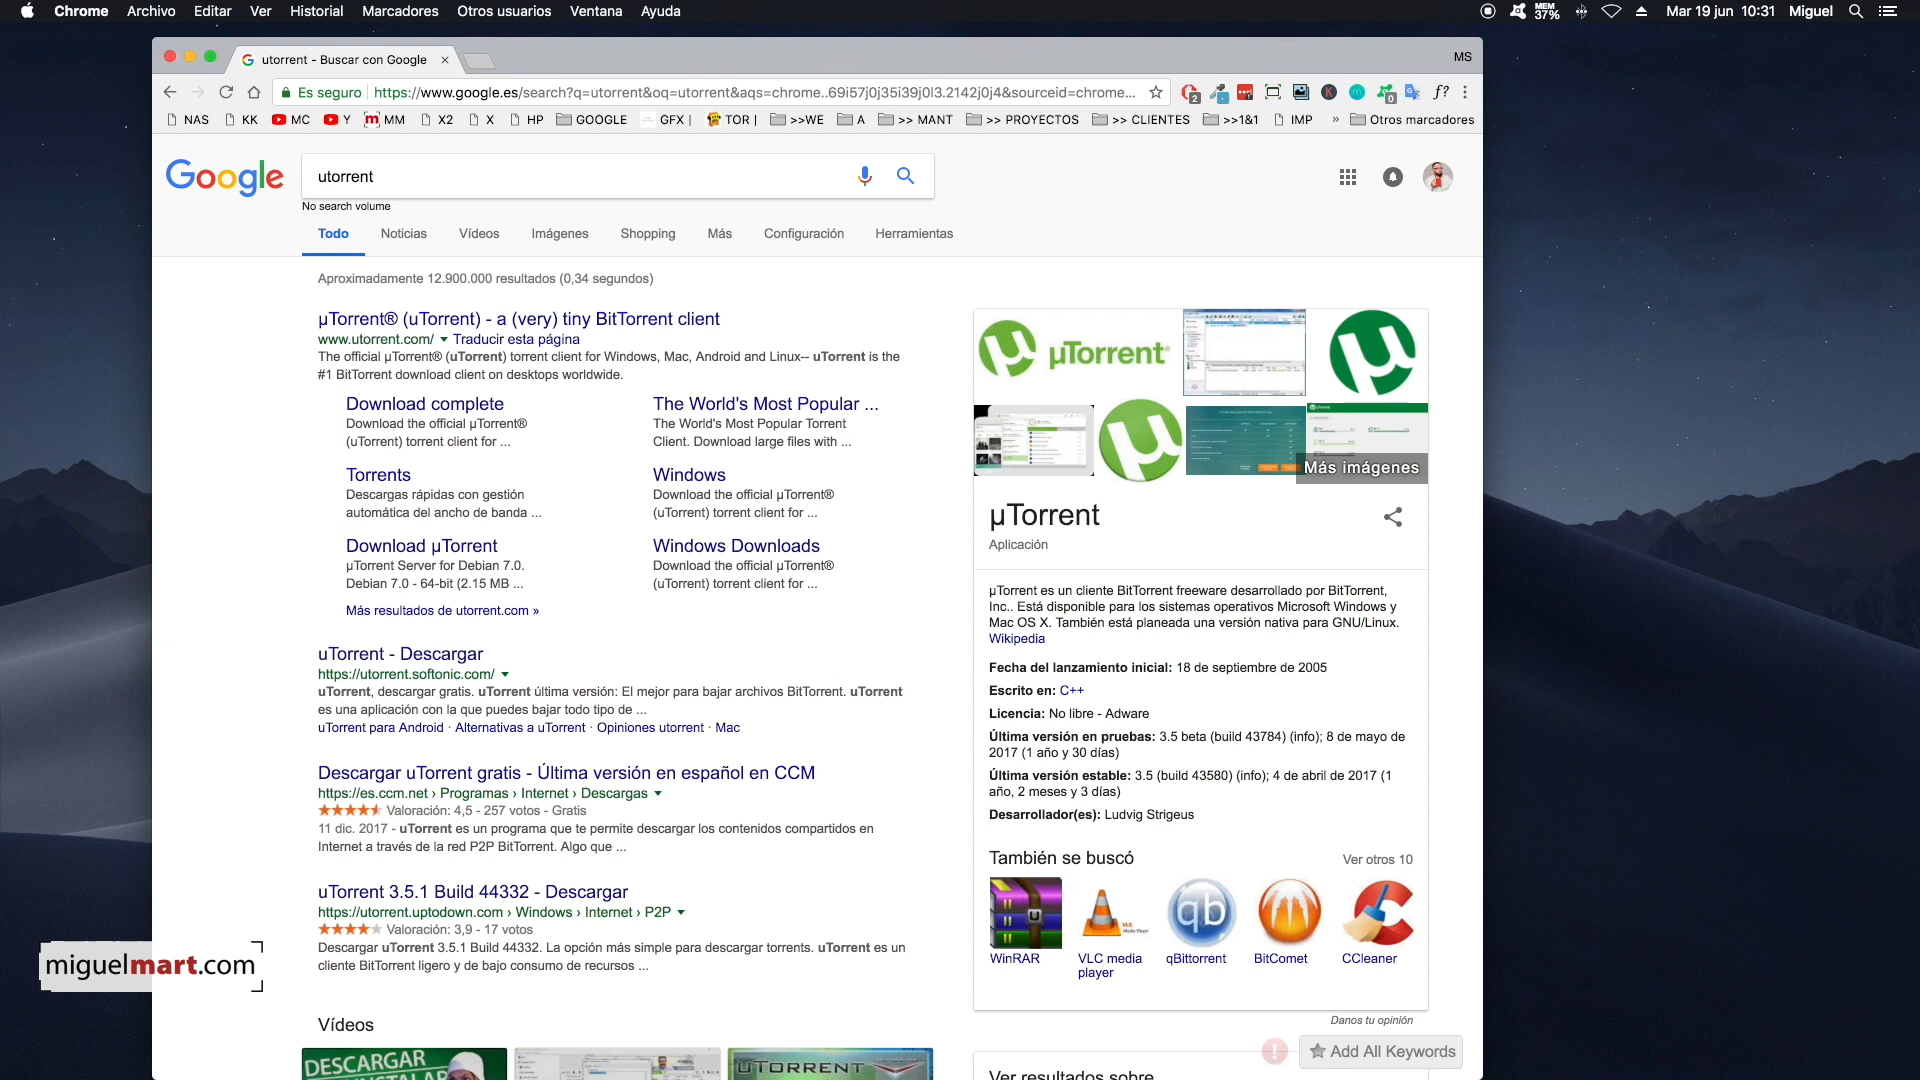 Chrome Archivo Editar Ver Historial Marcadores Otros usuarios Ventana Ayuda
MEM 37% Mar 19 jun 10:31 Miguel
utorrent - Buscar con Google
MS
Es seguro https://www.google.es/search?q=utorrent&oq=utorrent&aqs=chrome..69i57j0j35i39j0l3.2142j0j4&sourceid=chrome...
NAS KK MC Y MM X2 X HP GOOGLE GFX | TOR | >>WE A >> MANT >> PROYECTOS >> CLIENTES >>1&1 IMP » Otros marcadores
Google
utorrent
No search volume
Todo Noticias Vídeos Imágenes Shopping Más Configuración Herramientas
Aproximadamente 12.900.000 resultados (0,34 segundos)
µTorrent® (uTorrent) - a (very) tiny BitTorrent client
www.utorrent.com/ Traducir esta página
The official µTorrent® (uTorrent) torrent client for Windows, Mac, Android and Linux-- uTorrent is the
#1 BitTorrent download client on desktops worldwide.
Download complete
Download the official µTorrent®
(uTorrent) torrent client for ...
The World's Most Popular ...
The World's Most Popular Torrent
Client. Download large files with ...
Torrents
Descargas rápidas con gestión
automática del ancho de banda ...
Windows
Download the official µTorrent®
(uTorrent) torrent client for ...
Download µTorrent
µTorrent Server for Debian 7.0.
Debian 7.0 - 64-bit (2.15 MB ...
Windows Downloads
Download the official µTorrent®
(uTorrent) torrent client for ...
Más resultados de utorrent.com »
uTorrent - Descargar
https://utorrent.softonic.com/
uTorrent, descargar gratis. uTorrent última versión: El mejor para bajar archivos BitTorrent. uTorrent
es una aplicación con la que puedes bajar todo tipo de ...
uTorrent para Android · Alternativas a uTorrent · Opiniones utorrent · Mac
Descargar uTorrent gratis - Última versión en español en CCM
https://es.ccm.net › Programas › Internet › Descargas
Valoración: 4,5 - 257 votos - Gratis
11 dic. 2017 - uTorrent es un programa que te permite descargar los contenidos compartidos en
Internet a través de la red P2P BitTorrent. Algo que ...
uTorrent 3.5.1 Build 44332 - Descargar
https://utorrent.uptodown.com › Windows › Internet › P2P
Valoración: 3,9 - 17 votos
Descargar uTorrent 3.5.1 Build 44332. La opción más simple para descargar torrents. uTorrent es un
cliente BitTorrent ligero y de bajo consumo de recursos ...
Vídeos
DESCARGAR
UTORRENT
µTorrent
Más imágenes
µTorrent
Aplicación
µTorrent es un cliente BitTorrent freeware desarrollado por BitTorrent,
Inc.. Está disponible para los sistemas operativos Microsoft Windows y
Mac OS X. También está planeada una versión nativa para GNU/Linux.
Wikipedia
Fecha del lanzamiento inicial: 18 de septiembre de 2005
Escrito en: C++
Licencia: No libre - Adware
Última versión en pruebas: 3.5 beta (build 43784) (info); 8 de mayo de
2017 (1 año y 30 días)
Última versión estable: 3.5 (build 43580) (info); 4 de abril de 2017 (1
año, 2 meses y 3 días)
Desarrollador(es): Ludvig Strigeus
También se buscó Ver otros 10
WinRAR
VLC media
player
qBittorrent
BitComet
CCleaner
Danos tu opinión
Add All Keywords
Ver resultados sobre
miguelmart.com